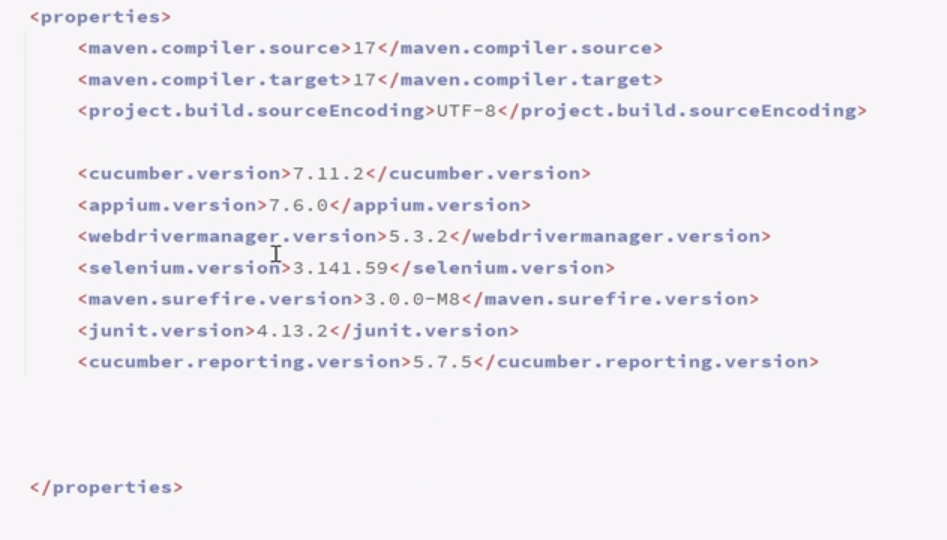 <properties>
<maven.compiler.source>17</maven.compiler.source>
<maven.compiler.target>17</maven.compiler.target>
<project.build.sourceEncoding>UTF-8</project.build.sourceEncoding>
<cucumber.version>7.11.2</cucumber.version>
<appium.version>7.6.0</appium.version>
<webdrivermanager.version>5.3.2</webdrivermanager.version>
<selenium.version>3.141.59</selenium.version>
<maven.surefire.version>3.0.0-M8</maven.surefire.version>
<junit.version>4.13.2</junit.version>
<cucumber.reporting.version>5.7.5</cucumber.reporting.version>
</properties>